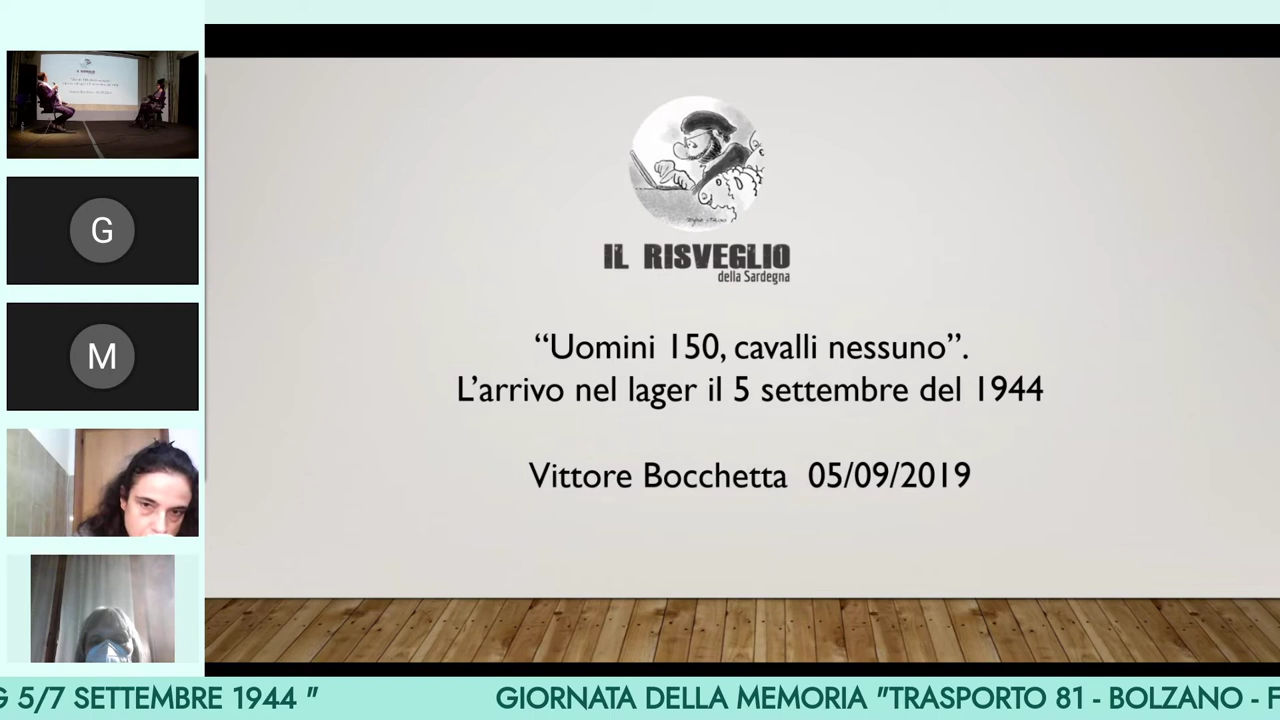 G
M
IL RISVEGLIO
della Sardegna
“Uomini 150, cavalli nessuno”.
L’arrivo nel lager il 5 settembre del 1944
Vittore Bocchetta 05/09/2019
G 5/7 SETTEMBRE 1944 " GIORNATA DELLA MEMORIA "TRASPORTO 81 - BOLZANO - F